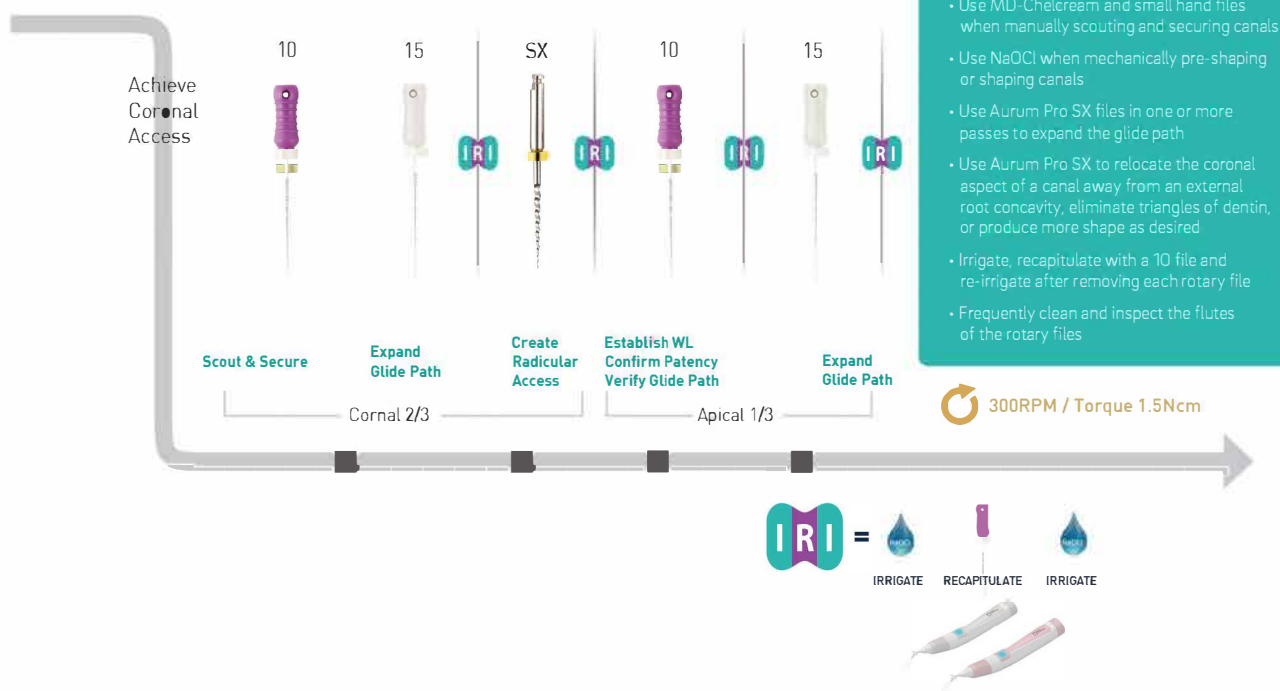 • Use MD-Chelcream and small hand files
when manually scouting and securing canals
• Use NaOCl when mechanically pre-shaping
or shaping canals
• Use Aurum Pro SX files in one or more
passes to expand the glide path
• Use Aurum Pro SX to relocate the coronal
aspect of a canal away from an external
root concavity, eliminate triangles of dentin,
or produce more shape as desired
• Irrigate, recapitulate with a 10 file and
re-irrigate after removing each rotary file
• Frequently clean and inspect the flutes
of the rotary files
10
15
SX
10
15
Achieve
Coronal
Access
IRI
IRI
IRI
IRI
Scout & Secure
Expand
Glide Path
Create
Radicular
Access
Establish WL
Confirm Patency
Verify Glide Path
Expand
Glide Path
Cornal 2/3
Apical 1/3
300RPM / Torque 1.5Ncm
IRI =
NaOCl
NaOCl
IRRIGATE
RECAPITULATE
IRRIGATE